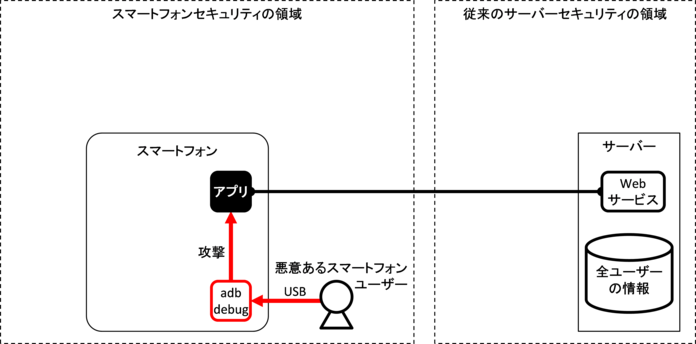 スマートフォンセキュリティの領域
従来のサーバーセキュリティの領域
スマートフォン
サーバー
アプリ
Web
サービス
攻撃
悪意あるスマートフォン
ユーザー
USB
adb
debug
全ユーザー
の情報